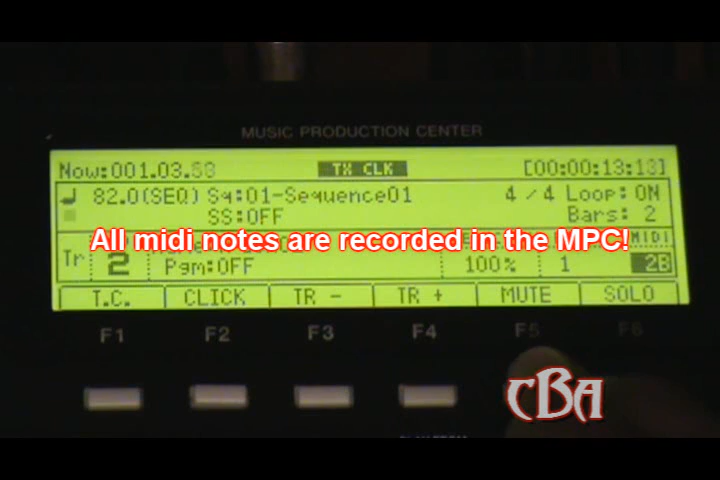 MUSIC PRODUCTION CENTER
Now:001.03. TX CLK [00:00:13:13]
82.0(SEQ) Sq:01-Sequence01 4/4 Loop:ON
SS:OFF Bars: 2
All midi notes are recorded in the MPC!
MIDI
Tr: 2 Pgm:OFF 100% 1 2B
T.C. CLICK TR - TR + MUTE SOLO
F1 F2 F3 F4 F5 F6
CBA